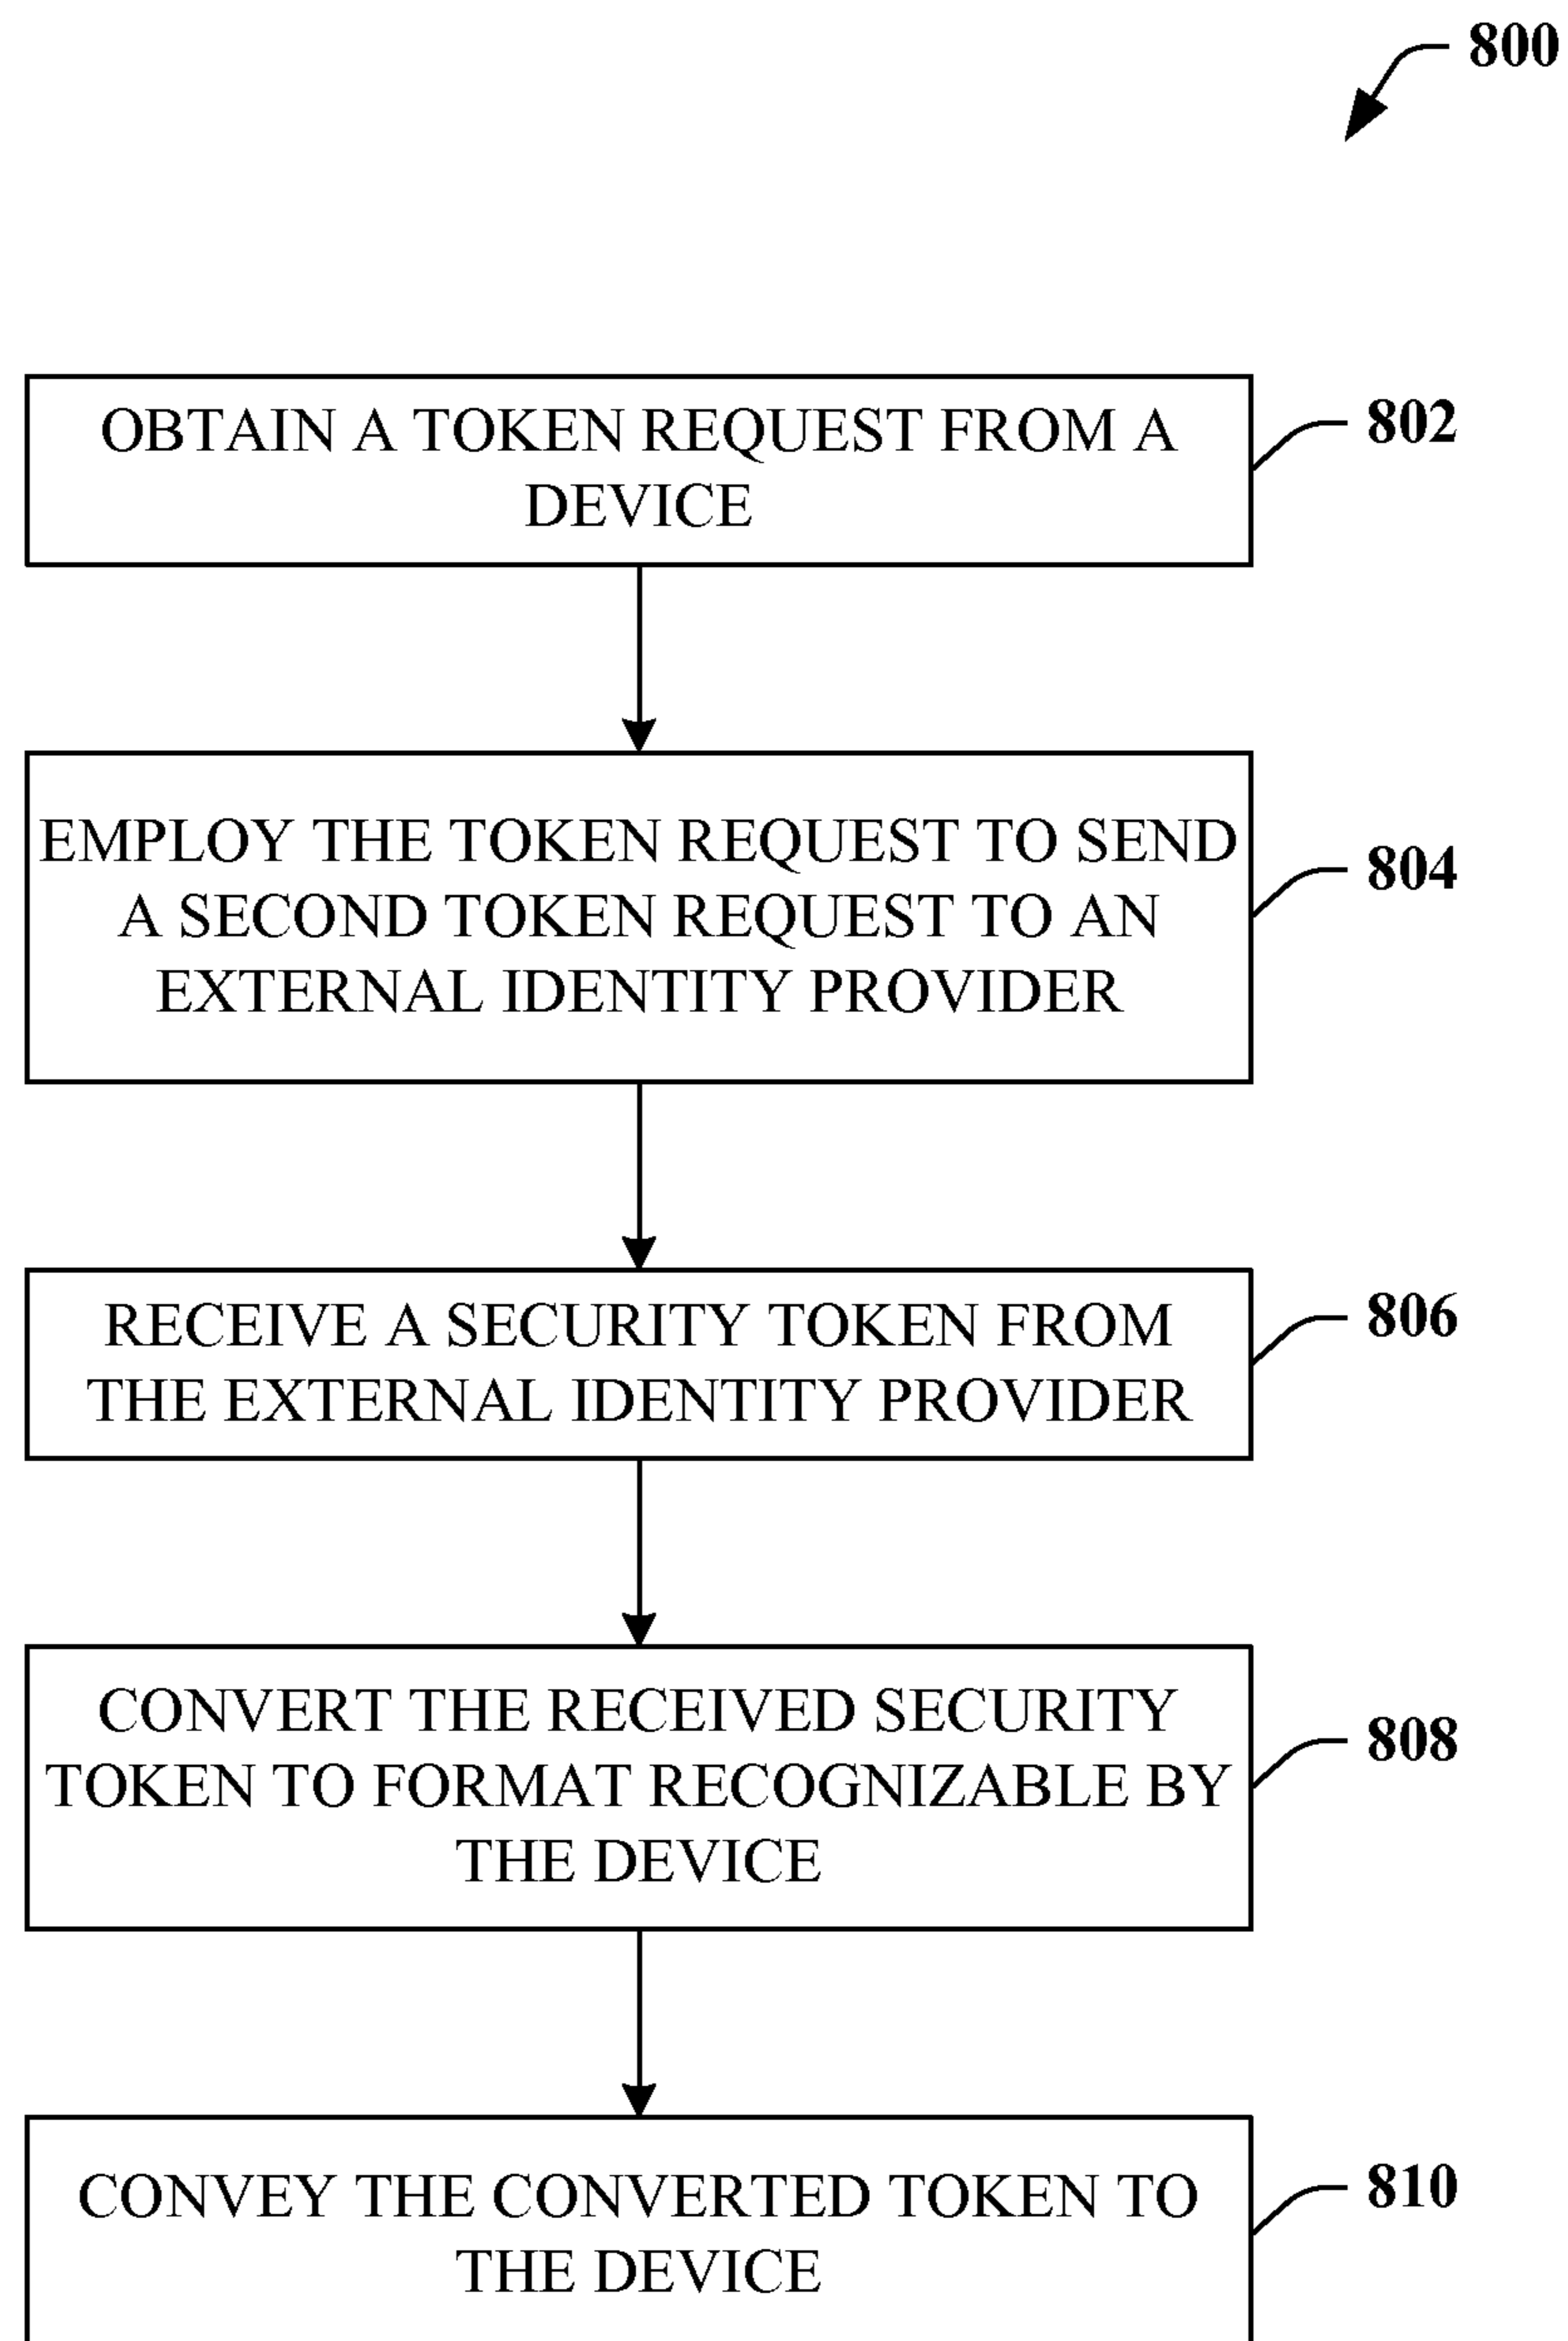 800
OBTAIN A TOKEN REQUEST FROM A
DEVICE
802
EMPLOY THE TOKEN REQUEST TO SEND
A SECOND TOKEN REQUEST TO AN
EXTERNAL IDENTITY PROVIDER
804
RECEIVE A SECURITY TOKEN FROM
THE EXTERNAL IDENTITY PROVIDER
806
CONVERT THE RECEIVED SECURITY
TOKEN TO FORMAT RECOGNIZABLE BY
THE DEVICE
808
CONVEY THE CONVERTED TOKEN TO
THE DEVICE
810